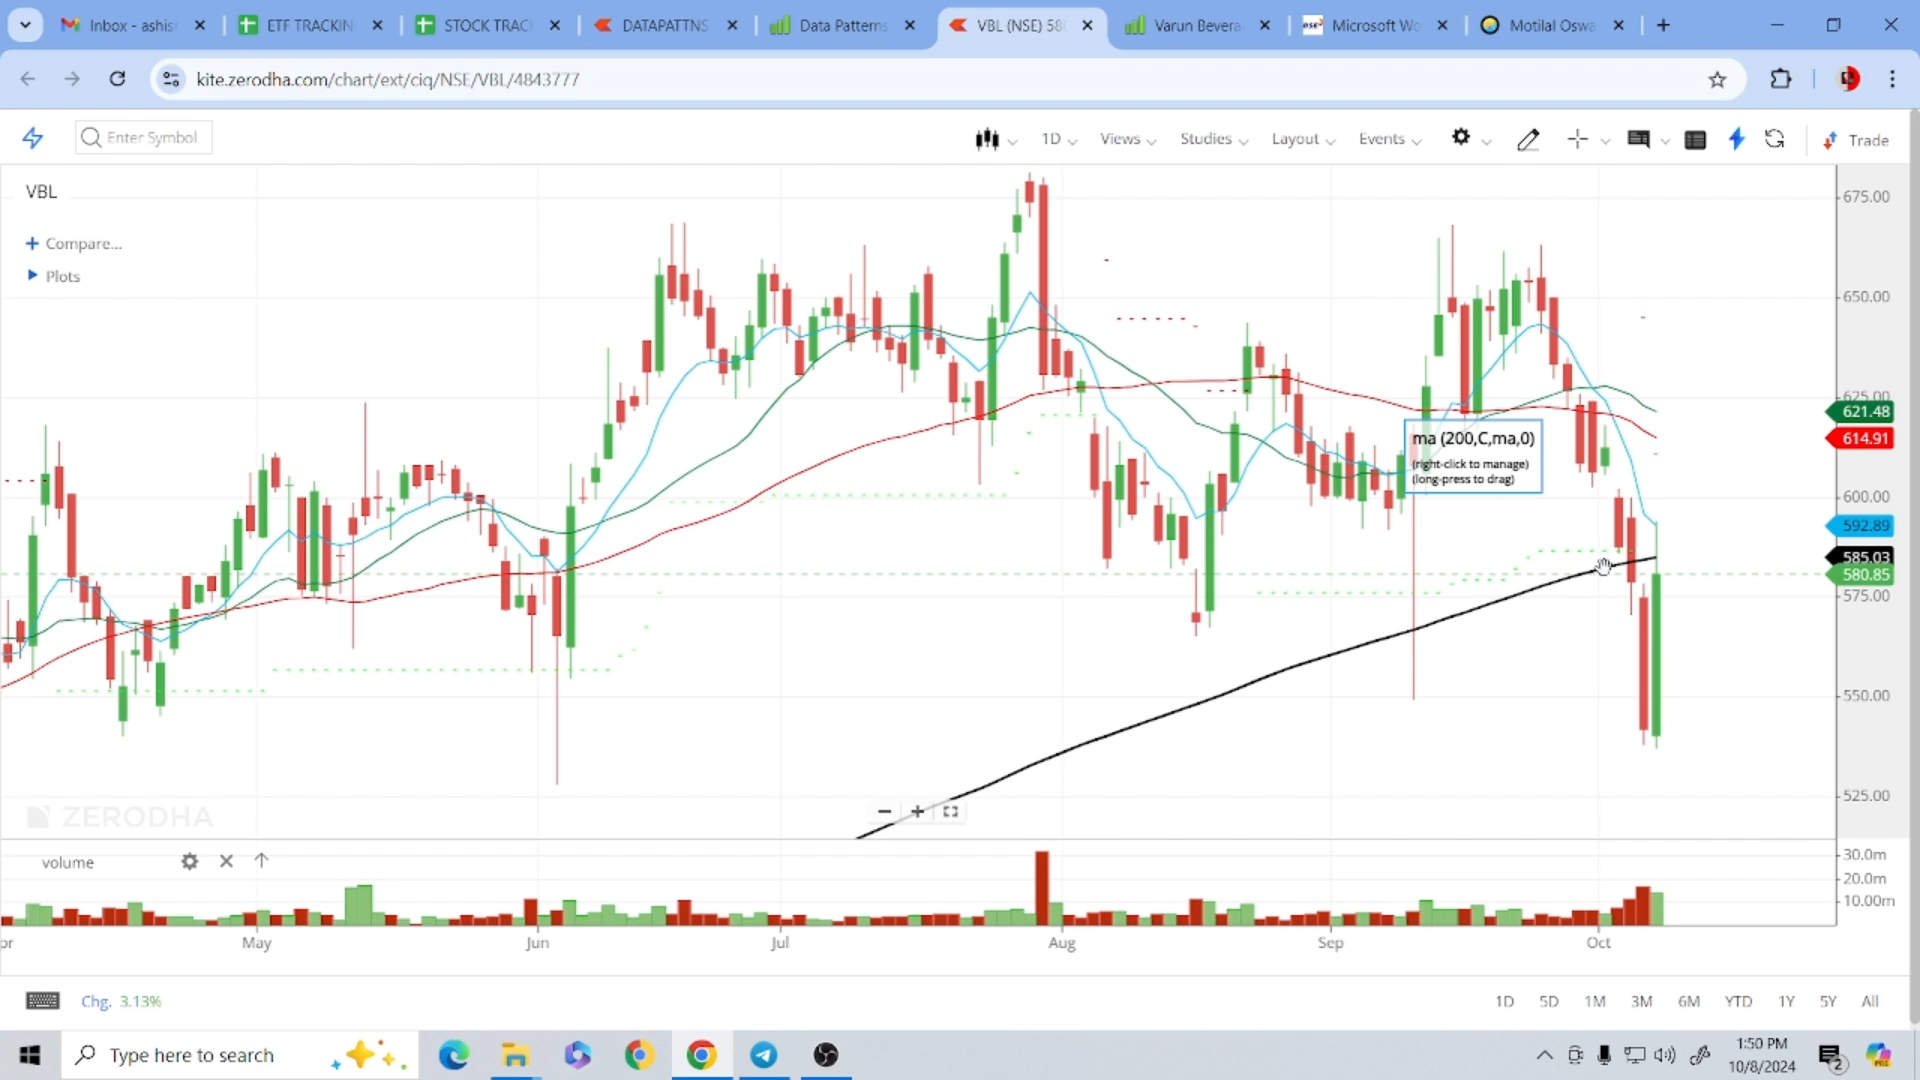 Inbox - ashis
ETF TRACKIN
STOCK TRAC
DATAPATTNS
Data Patterns
VBL (NSE) 580
Varun Bevera
Microsoft Wo
Motilal Oswa
kite.zerodha.com/chart/ext/ciq/NSE/VBL/4843777
Enter Symbol
1D
Views
Studies
Layout
Events
Trade
VBL
Compare...
Plots
675.00
650.00
625.00
621.48
614.91
600.00
592.89
585.03
580.85
575.00
550.00
525.00
ma (200,C,ma,0)
(right-click to manage)
(long-press to drag)
ZERODHA
volume
30.0m
20.0m
10.00m
pr
May
Jun
Jul
Aug
Sep
Oct
Chg. 3.13%
1D 5D 1M 3M 6M YTD 1Y 5Y All
Type here to search
1:50 PM
10/8/2024
2